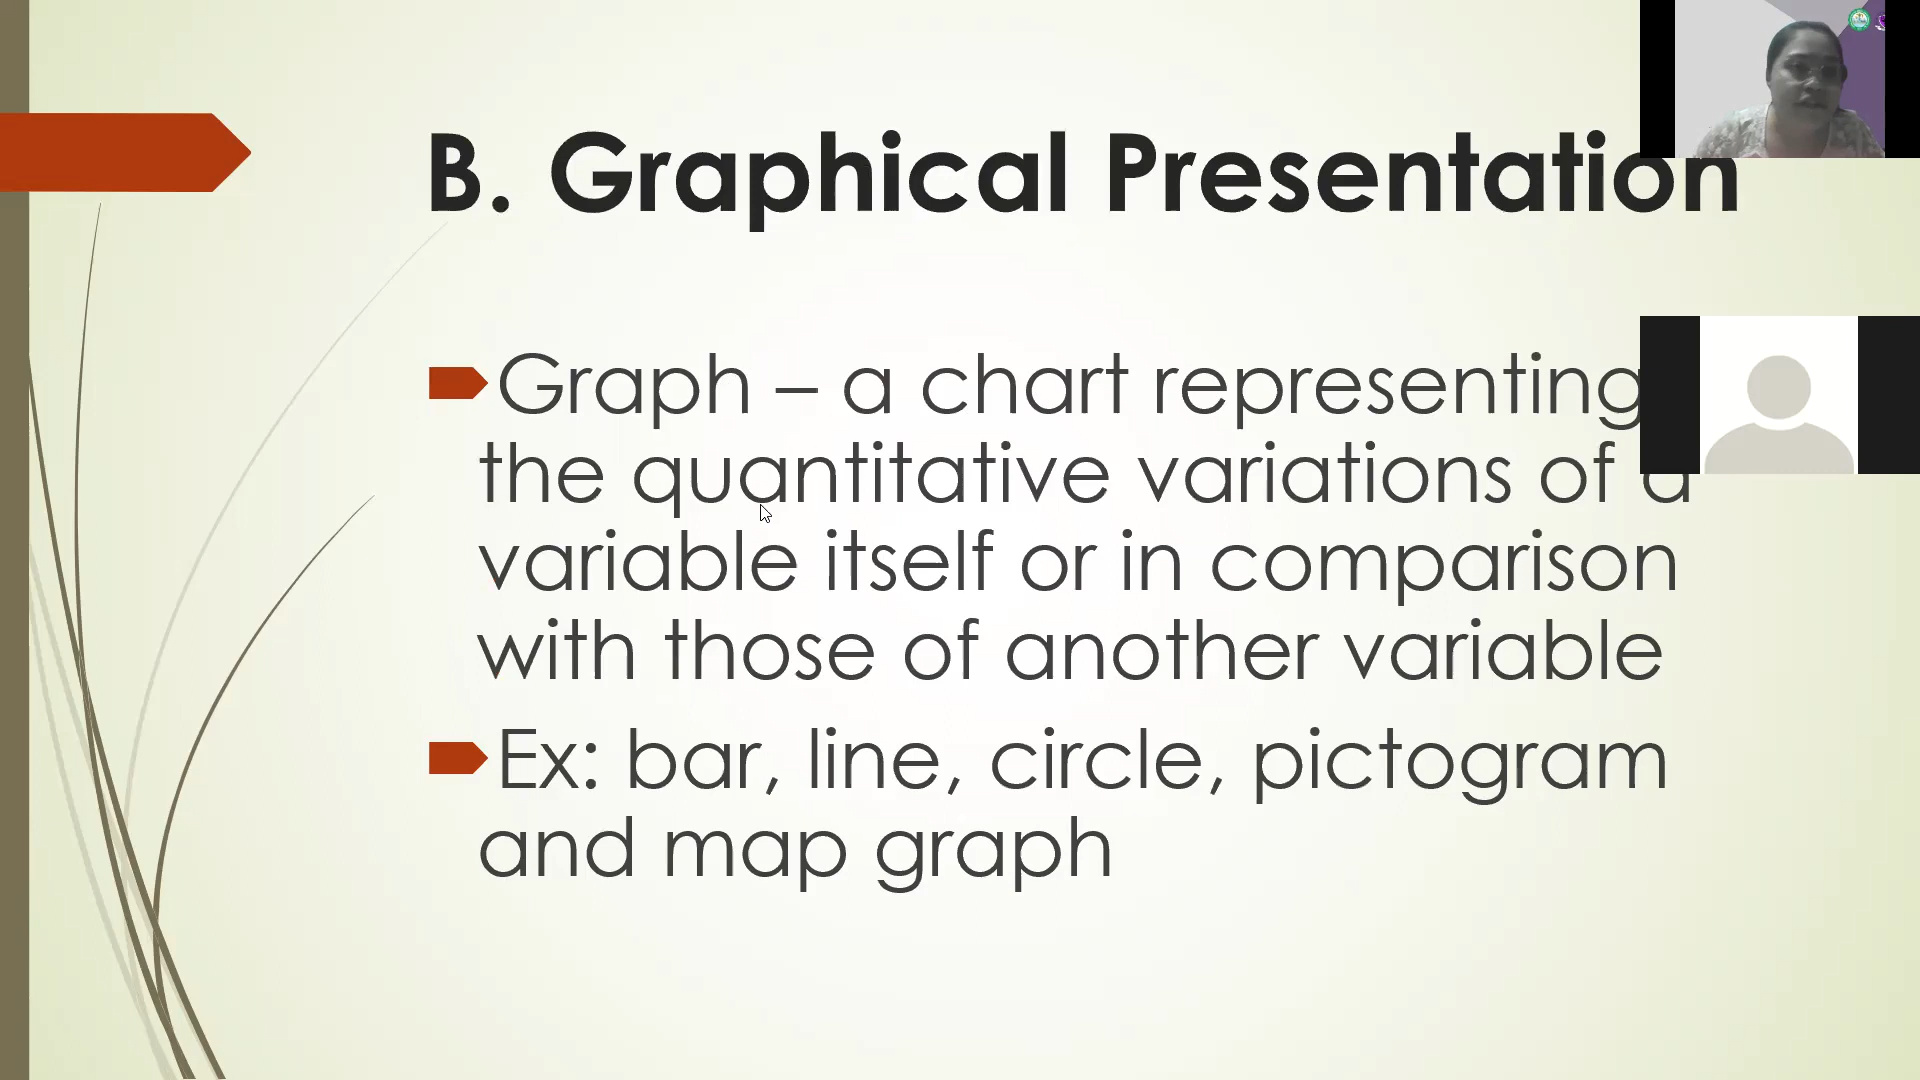 B. Graphical Presentation
Graph – a chart representing
the quantitative variations of a
variable itself or in comparison
with those of another variable
Ex: bar, line, circle, pictogram
and map graph